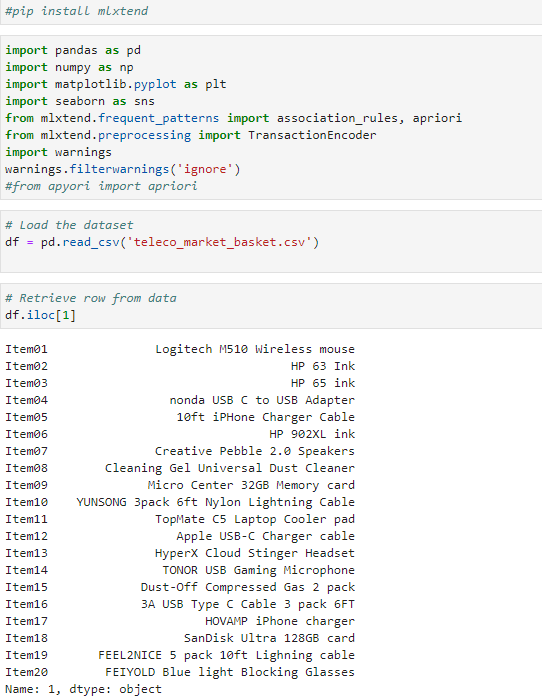 #pip install mlxtend
import pandas as pd
import numpy as np
import matplotlib.pyplot as plt
import seaborn as sns
from mlxtend.frequent_patterns import association_rules, apriori
from mlxtend.preprocessing import TransactionEncoder
import warnings
warnings.filterwarnings('ignore')
#from apyori import apriori
# Load the dataset
df = pd.read_csv('teleco_market_basket.csv')
# Retrieve row from data
df.iloc[1]
Item01 Logitech M510 Wireless mouse
Item02 HP 63 Ink
Item03 HP 65 ink
Item04 nonda USB C to USB Adapter
Item05 10ft iPHone Charger Cable
Item06 HP 902XL ink
Item07 Creative Pebble 2.0 Speakers
Item08 Cleaning Gel Universal Dust Cleaner
Item09 Micro Center 32GB Memory card
Item10 YUNSONG 3pack 6ft Nylon Lightning Cable
Item11 TopMate C5 Laptop Cooler pad
Item12 Apple USB-C Charger cable
Item13 HyperX Cloud Stinger Headset
Item14 TONOR USB Gaming Microphone
Item15 Dust-Off Compressed Gas 2 pack
Item16 3A USB Type C Cable 3 pack 6FT
Item17 HOVAMP iPhone charger
Item18 SanDisk Ultra 128GB card
Item19 FEEL2NICE 5 pack 10ft Lighning cable
Item20 FEIYOLD Blue light Blocking Glasses
Name: 1, dtype: object